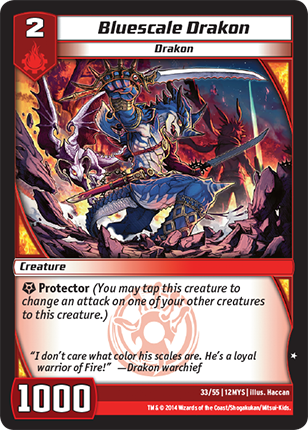 2
Bluescale Drakon
Drakon
Creature
Protector (You may tap this creature to
change an attack on one of your other creatures
to this creature.)
“I don’t care what color his scales are. He’s a loyal
warrior of Fire!” —Drakon warchief
1000
33/55 | 12MYS | Illus. Haccan
TM & © 2014 Wizards of the Coast/Shogakukan/Mitsui-Kids.